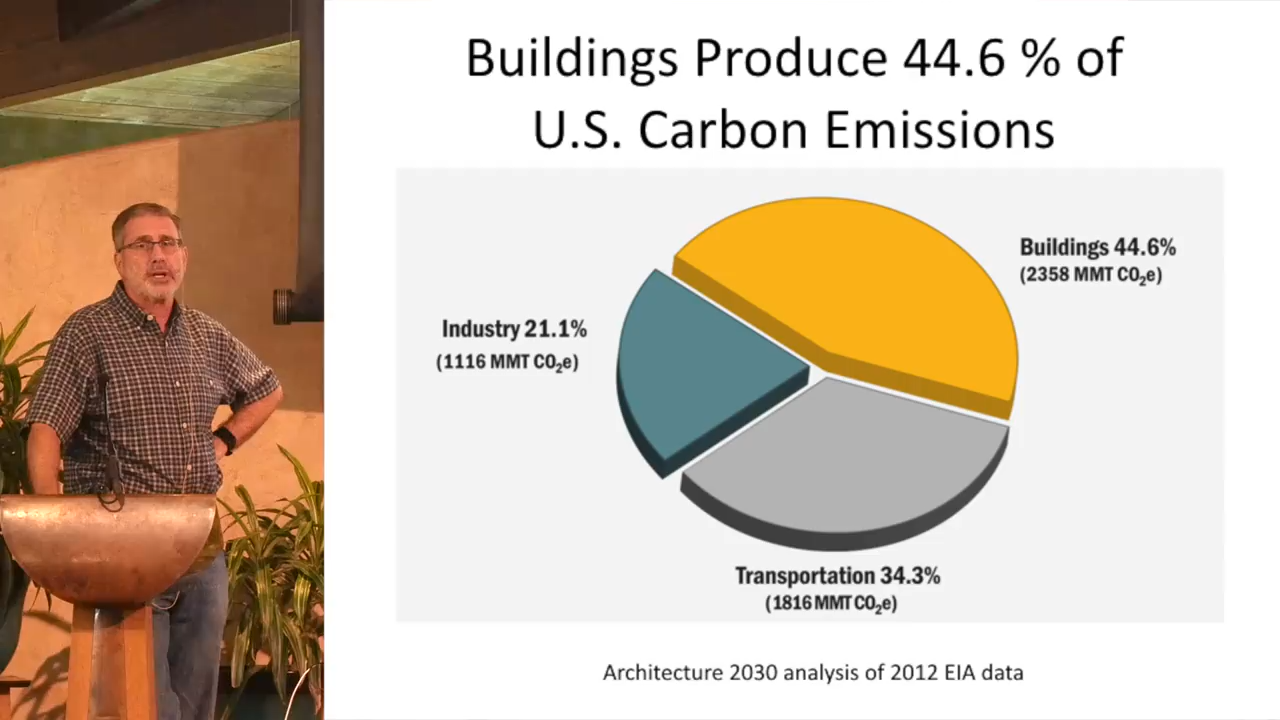 Buildings Produce 44.6 % of
U.S. Carbon Emissions
Buildings 44.6%
(2358 MMT CO₂e)
Industry 21.1%
(1116 MMT CO₂e)
Transportation 34.3%
(1816 MMT CO₂e)
Architecture 2030 analysis of 2012 EIA data